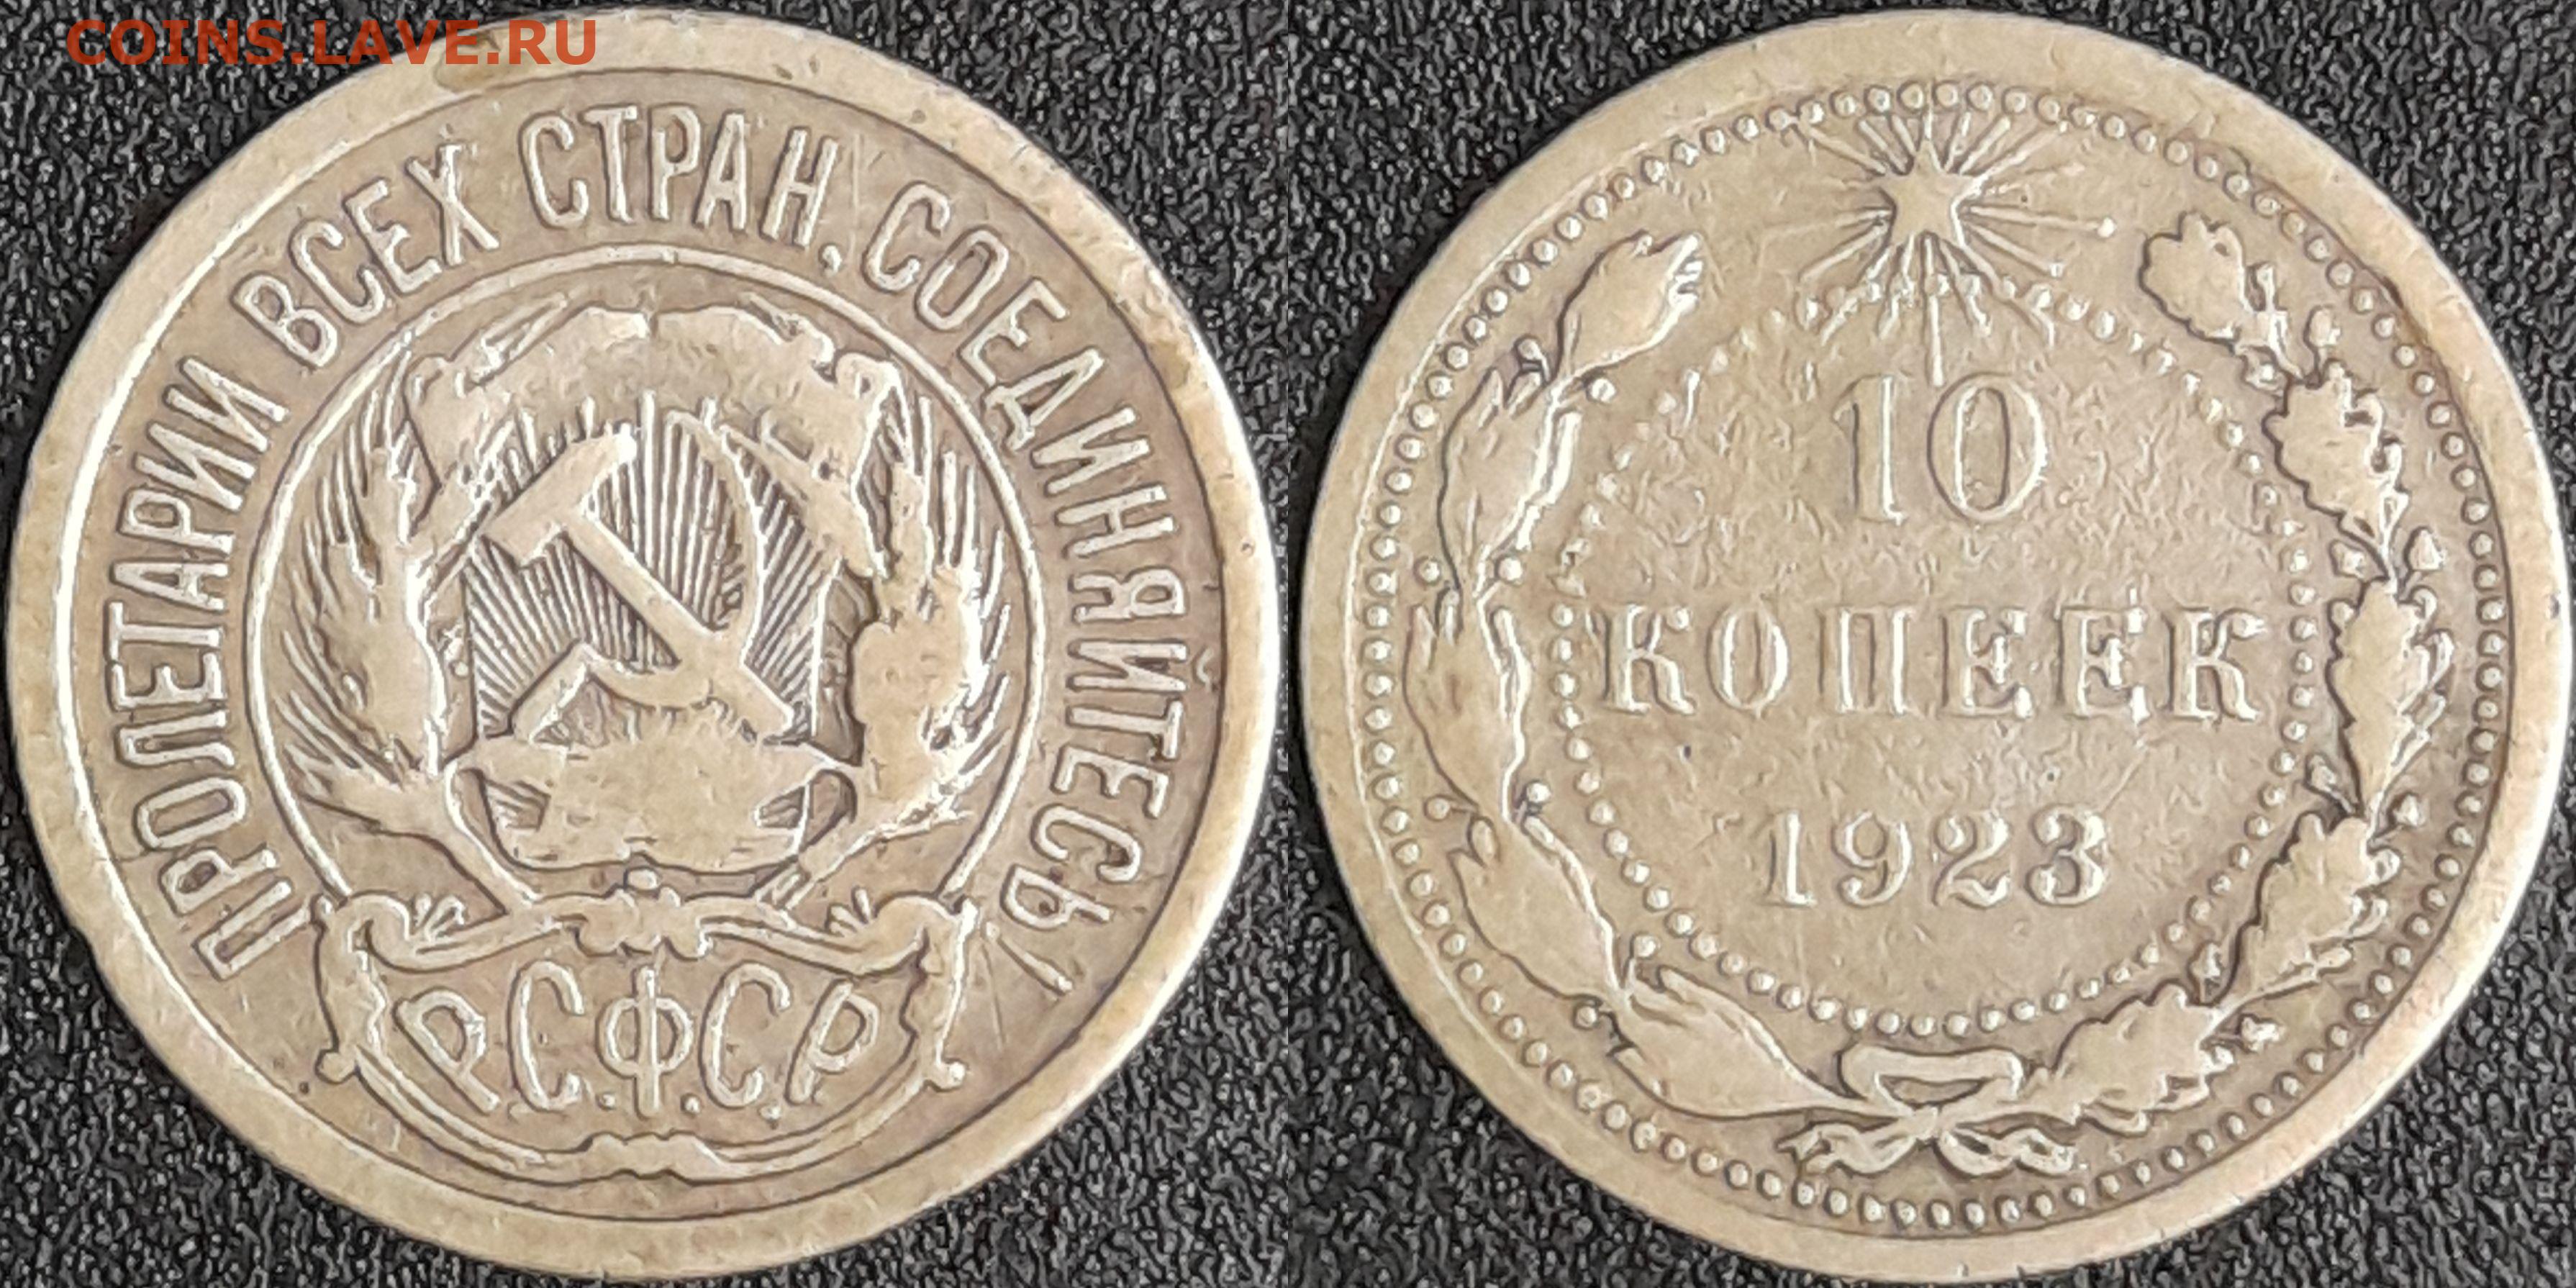 COINS.LAVE.RU
ПРОЛЕТАРИИ ВСЕХ СТРАН, СОЕДИНЯЙТЕСЬ!
Р.С.Ф.С.Р
10
КОПЕЕК
1923